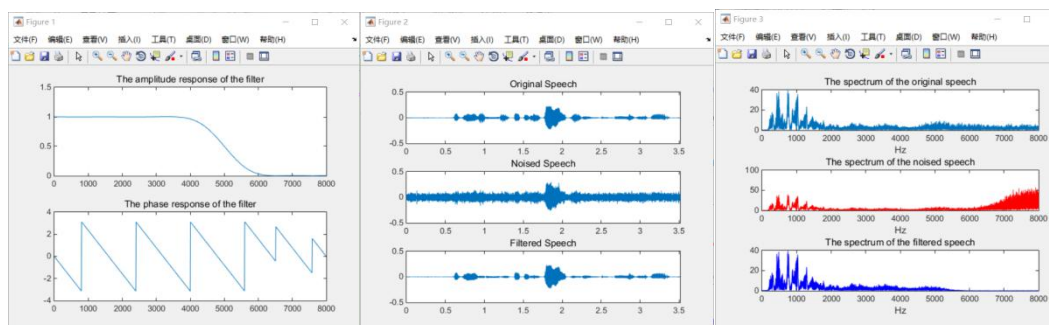 Figure 1
文件(F) 编辑(E) 查看(V) 插入(I) 工具(T) 桌面(D) 窗口(W) 帮助(H)
The amplitude response of the filter
1.5
1
0.5
0
0 1000 2000 3000 4000 5000 6000 7000 8000
The phase response of the filter
4
2
0
-2
-4
0 1000 2000 3000 4000 5000 6000 7000 8000
Figure 2
文件(F) 编辑(E) 查看(V) 插入(I) 工具(T) 桌面(D) 窗口(W) 帮助(H)
Original Speech
0.5
0
-0.5
0 0.5 1 1.5 2 2.5 3 3.5
Noised Speech
0.5
0
-0.5
0 0.5 1 1.5 2 2.5 3 3.5
Filtered Speech
0.5
0
-0.5
0 0.5 1 1.5 2 2.5 3 3.5
Figure 3
文件(F) 编辑(E) 查看(V) 插入(I) 工具(T) 桌面(D) 窗口(W) 帮助(H)
The spectrum of the original speech
40
20
0
0 1000 2000 3000 4000 5000 6000 7000 8000
Hz
The spectrum of the noised speech
100
50
0
0 1000 2000 3000 4000 5000 6000 7000 8000
Hz
The spectrum of the filtered speech
40
20
0
0 1000 2000 3000 4000 5000 6000 7000 8000
Hz